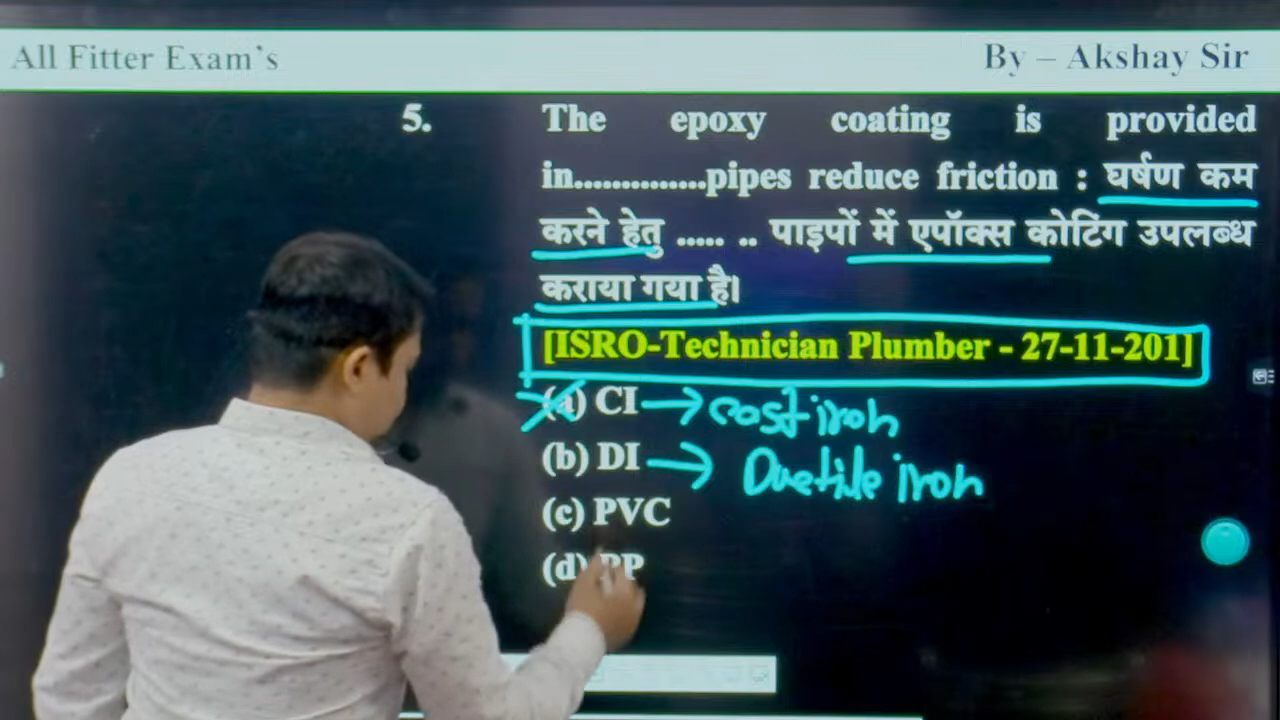 All Fitter Exam's
By – Akshay Sir
5. The epoxy coating is provided
in..............pipes reduce friction : घर्षण कम
करने हेतु ..... .. पाइपों में एपॉक्स कोटिंग उपलब्ध
कराया गया है।
[ISRO-Technician Plumber - 27-11-201]
(a) CI → cast iron
(b) DI → Ductile iron
(c) PVC
(d) PP